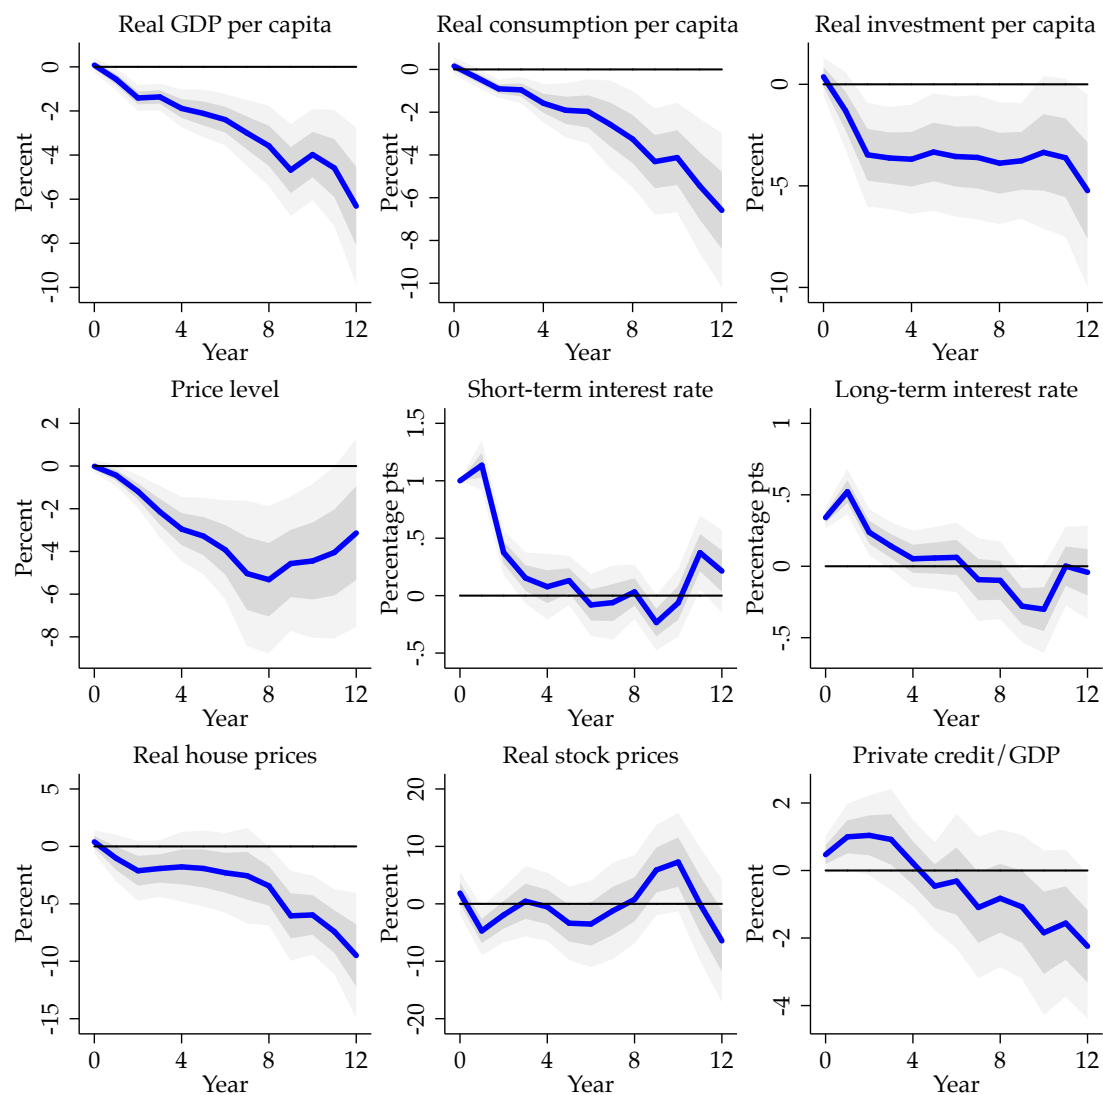 Real GDP per capita
Percent
0
-2
-4
-6
-8
-10
0 4 8 12
Year
Real consumption per capita
Percent
0
-2
-4
-6
-8
-10
0 4 8 12
Year
Real investment per capita
Percent
0
-5
-10
0 4 8 12
Year
Price level
Percent
2
0
-2
-4
-6
-8
0 4 8 12
Year
Short-term interest rate
Percentage pts
1.5
1
.5
0
-.5
0 4 8 12
Year
Long-term interest rate
Percentage pts
1
.5
0
-.5
0 4 8 12
Year
Real house prices
Percent
5
0
-5
-10
-15
0 4 8 12
Year
Real stock prices
Percent
20
10
0
-10
-20
0 4 8 12
Year
Private credit/GDP
Percent
2
0
-2
-4
0 4 8 12
Year